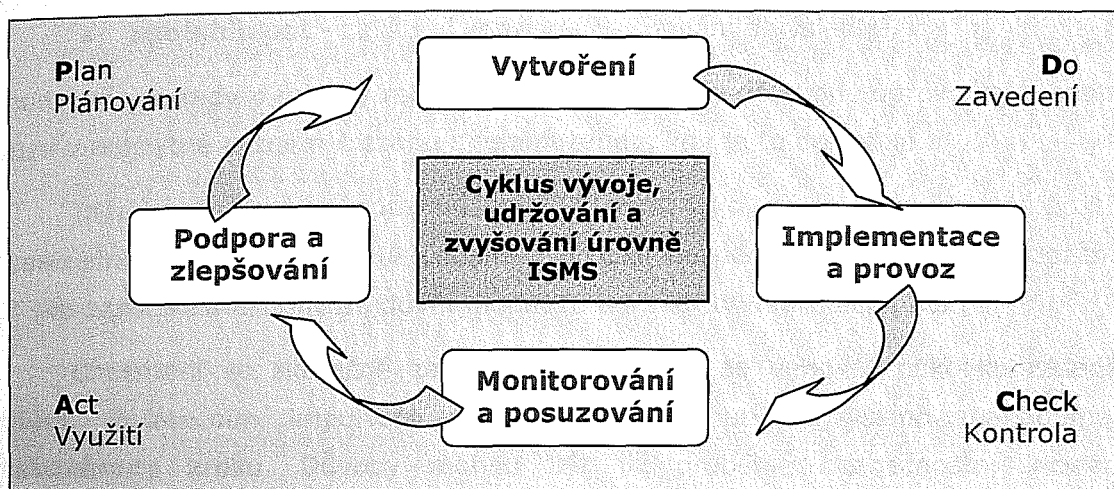 Plan
Plánování
Vytvoření
Do
Zavedení
Cyklus vývoje,
udržování a
zvyšování úrovně
ISMS
Podpora a
zlepšování
Implementace
a provoz
Monitorování
a posuzování
Act
Využití
Check
Kontrola